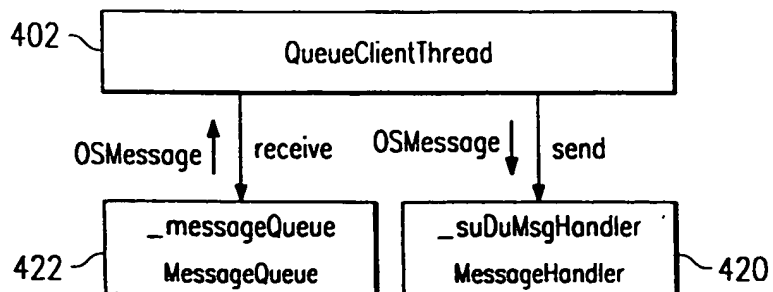 402
QueueClientThread
OSMessage receive OSMessage send
_messageQueue
MessageQueue
422
_suDuMsgHandler
MessageHandler
420